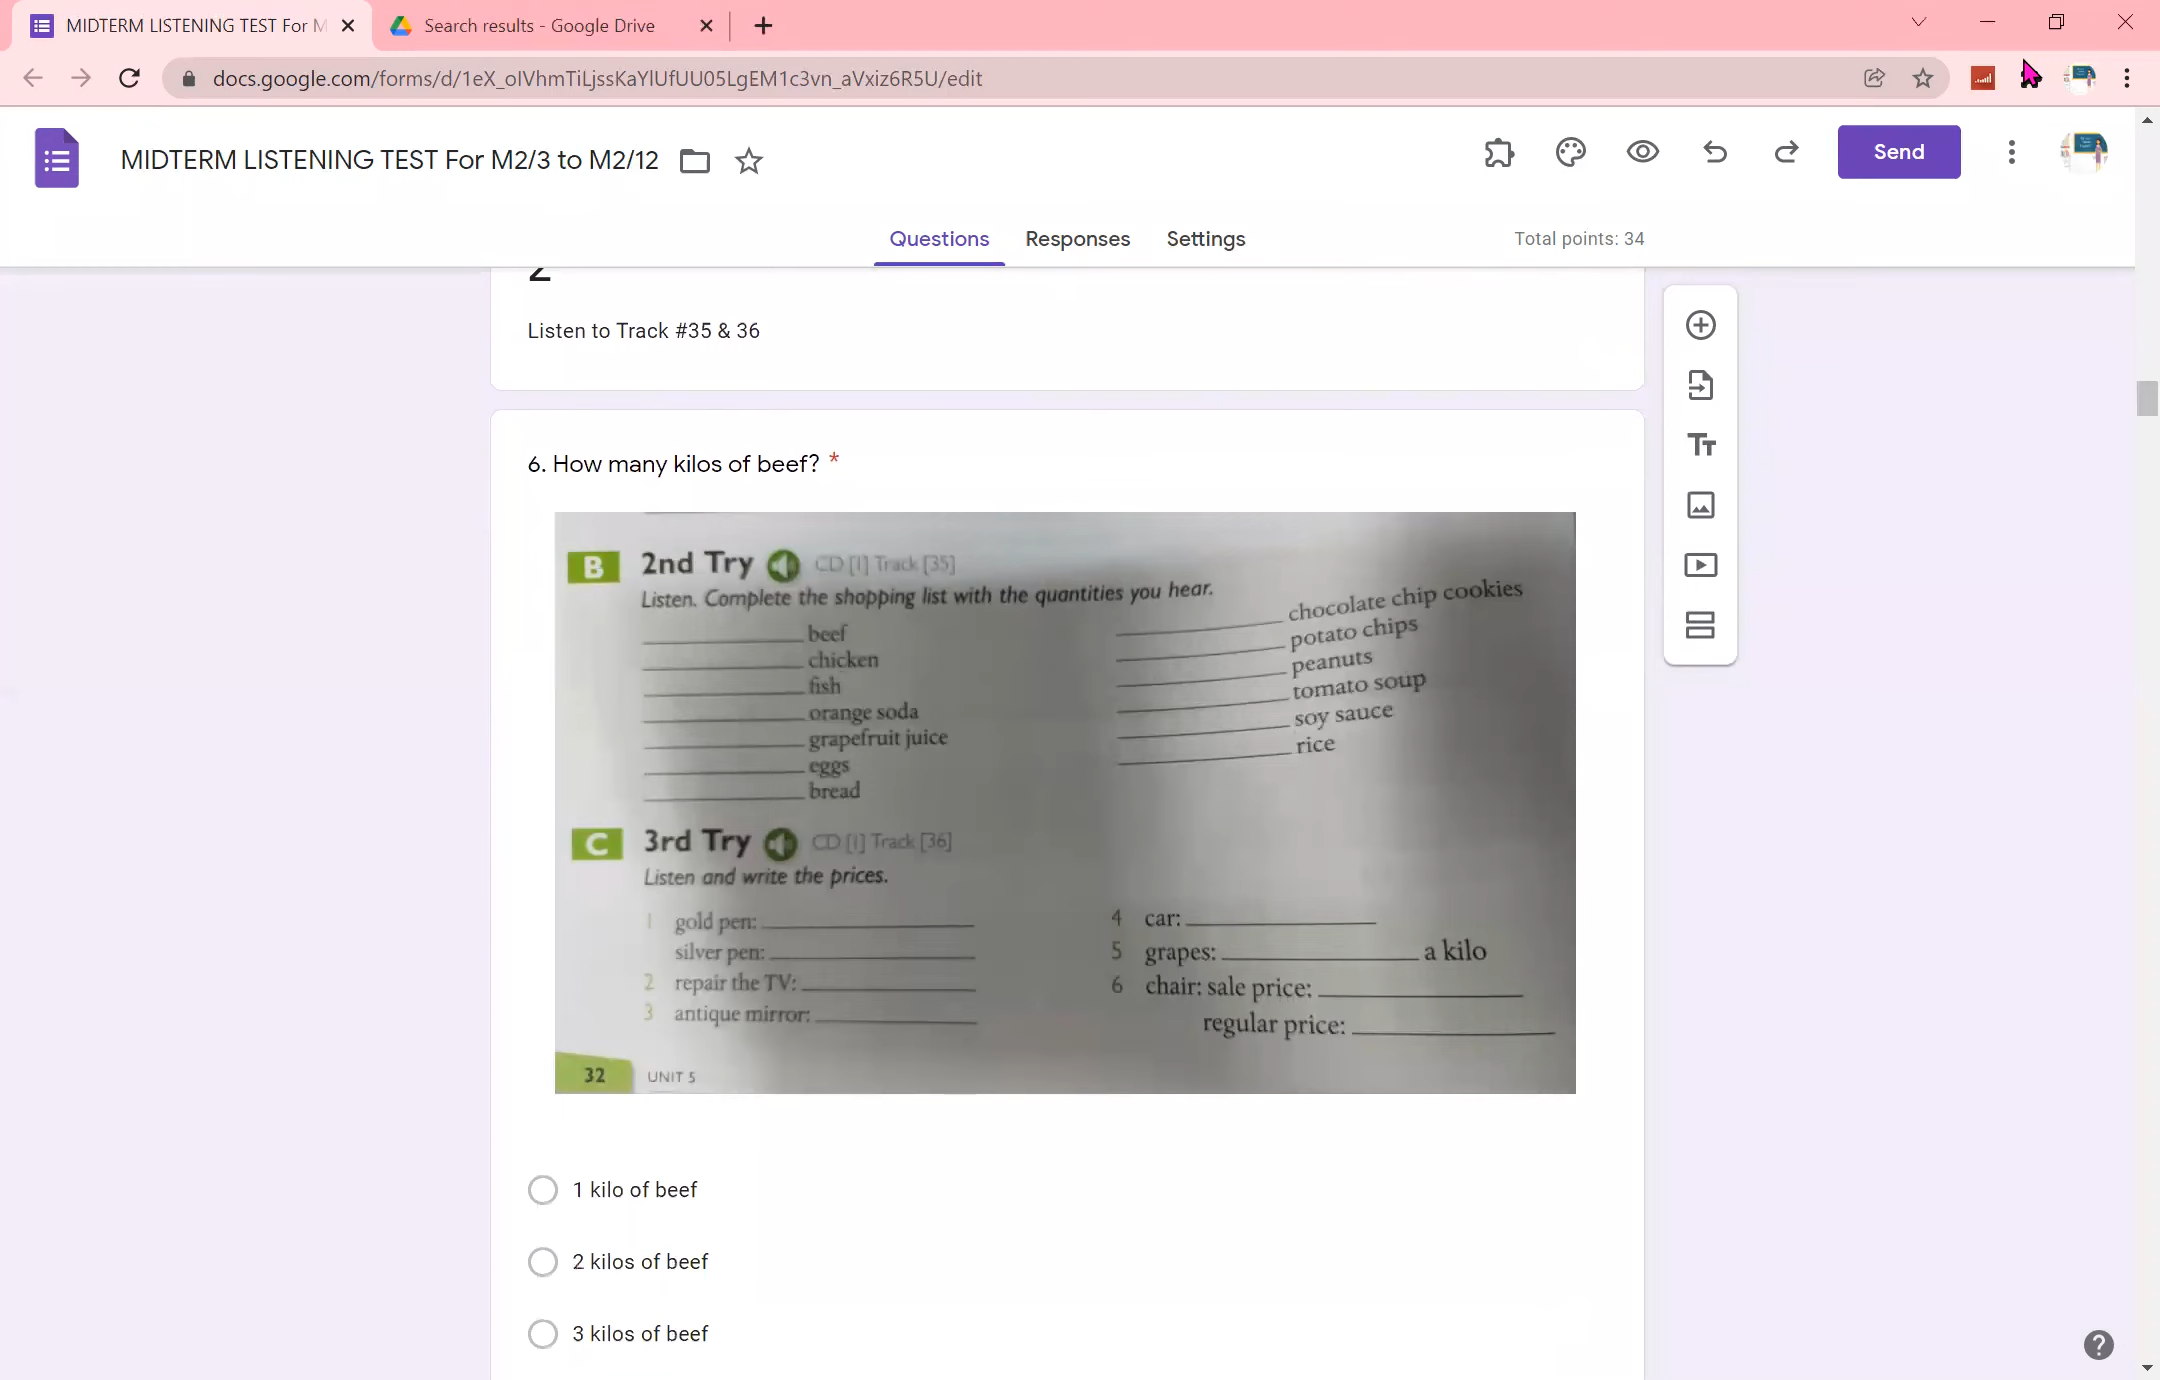 MIDTERM LISTENING TEST For M
Search results - Google Drive
docs.google.com/forms/d/1eX_oIVhmTiLjssKaYlUfUU05LgEM1c3vn_aVxiz6R5U/edit
MIDTERM LISTENING TEST For M2/3 to M2/12
Send
Questions
Responses
Settings
Total points: 34
2
Listen to Track #35 & 36
6. How many kilos of beef? *
B 2nd Try CD [1] Track [35]
Listen. Complete the shopping list with the quantities you hear.
beef
chicken
fish
orange soda
grapefruit juice
eggs
bread
chocolate chip cookies
potato chips
peanuts
tomato soup
soy sauce
rice
C 3rd Try CD [1] Track [36]
Listen and write the prices.
1 gold pen:
silver pen:
2 repair the TV:
3 antique mirror:
4 car:
5 grapes: a kilo
6 chair: sale price:
regular price:
32 UNIT 5
1 kilo of beef
2 kilos of beef
3 kilos of beef